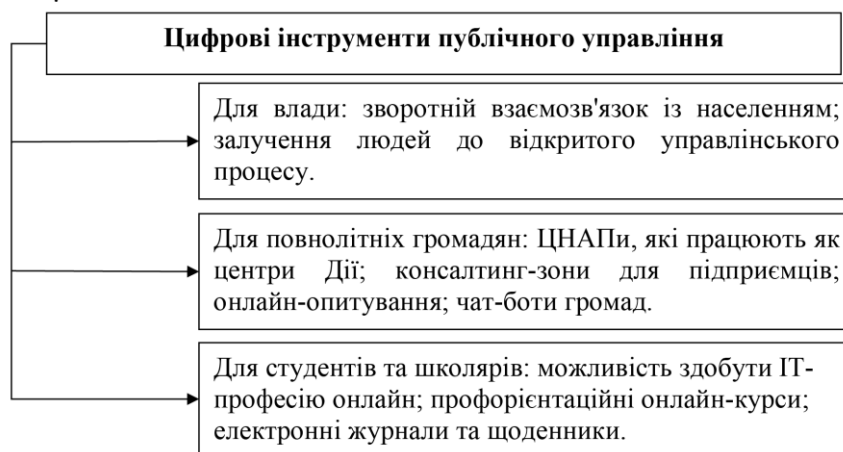 Цифрові інструменти публічного управління
Для влади: зворотній взаємозв'язок із населенням;
залучення людей до відкритого управлінського
процесу.
Для повнолітніх громадян: ЦНАПи, які працюють як
центри Дії; консалтинг-зони для підприємців;
онлайн-опитування; чат-боти громад.
Для студентів та школярів: можливість здобути ІТ-
професію онлайн; профорієнтаційні онлайн-курси;
електронні журнали та щоденники.